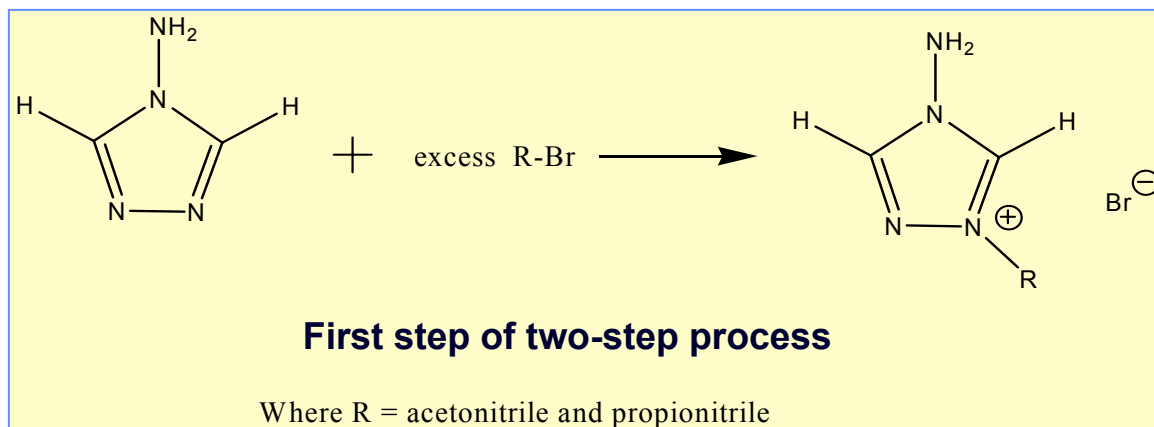 NH2 NH2
H N H H N H
excess R-Br
N N N N Br
R
First step of two-step process
Where R = acetonitrile and propionitrile